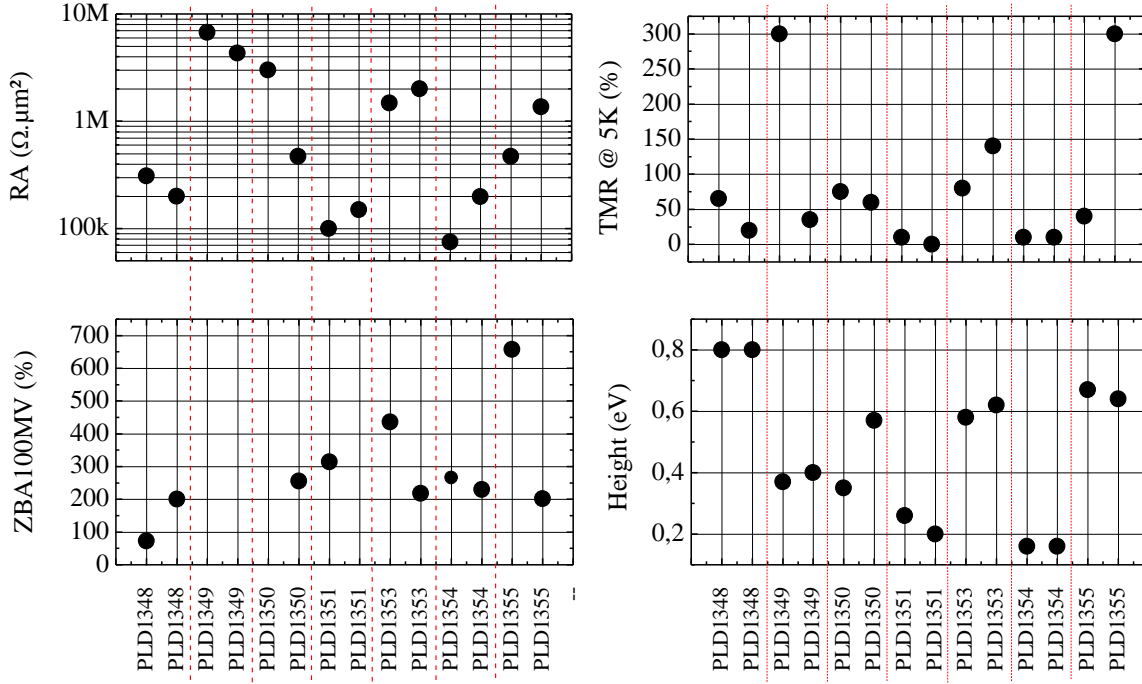 10M
1M
100k
RA (Ω.μm²)
300
250
200
150
100
50
0
TMR @ 5K (%)
700
600
500
400
300
200
100
0
ZBA100MV (%)
0,8
0,6
0,4
0,2
Height (eV)
PLD1348
PLD1348
PLD1349
PLD1349
PLD1350
PLD1350
PLD1351
PLD1351
PLD1353
PLD1353
PLD1354
PLD1354
PLD1355
PLD1355
--
PLD1348
PLD1348
PLD1349
PLD1349
PLD1350
PLD1350
PLD1351
PLD1351
PLD1353
PLD1353
PLD1354
PLD1354
PLD1355
PLD1355